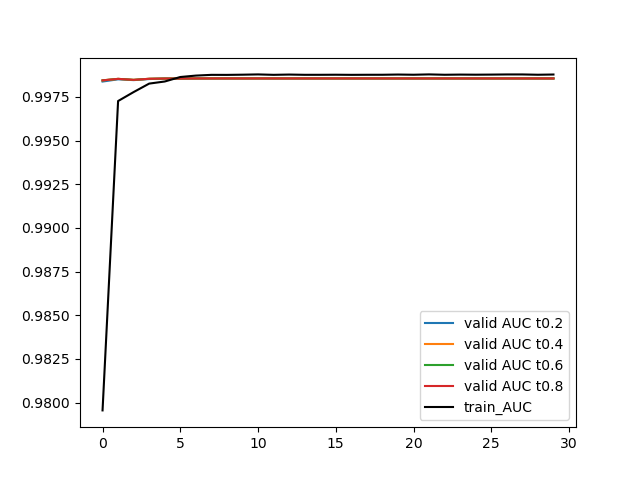 0.9975
0.9950
0.9925
0.9900
0.9875
0.9850
0.9825
0.9800
0 5 10 15 20 25 30
valid AUC t0.2
valid AUC t0.4
valid AUC t0.6
valid AUC t0.8
train_AUC